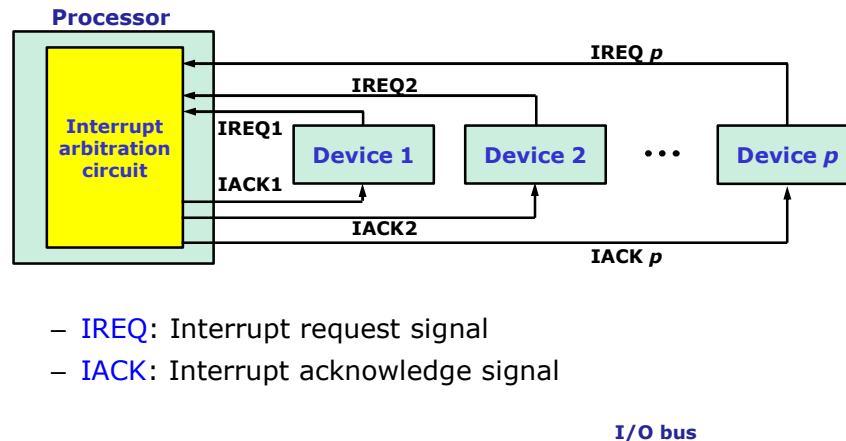 Processor
IREQ p
IREQ2
Interrupt
arbitration
circuit
IREQ1
Device 1
Device 2
•••
Device p
IACK1
IACK2
IACK p
– IREQ: Interrupt request signal
– IACK: Interrupt acknowledge signal
I/O bus